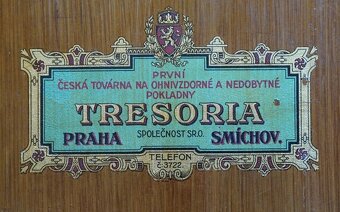 PRVNÍ
ČESKÁ TOVÁRNA NA OHNIVZDORNÉ A NEDOBYTNÉ
POKLADNY
TRESORIA
PRAHA SPOLEČNOST S R.O. SMÍCHOV.
TELEFON
č. 3722.